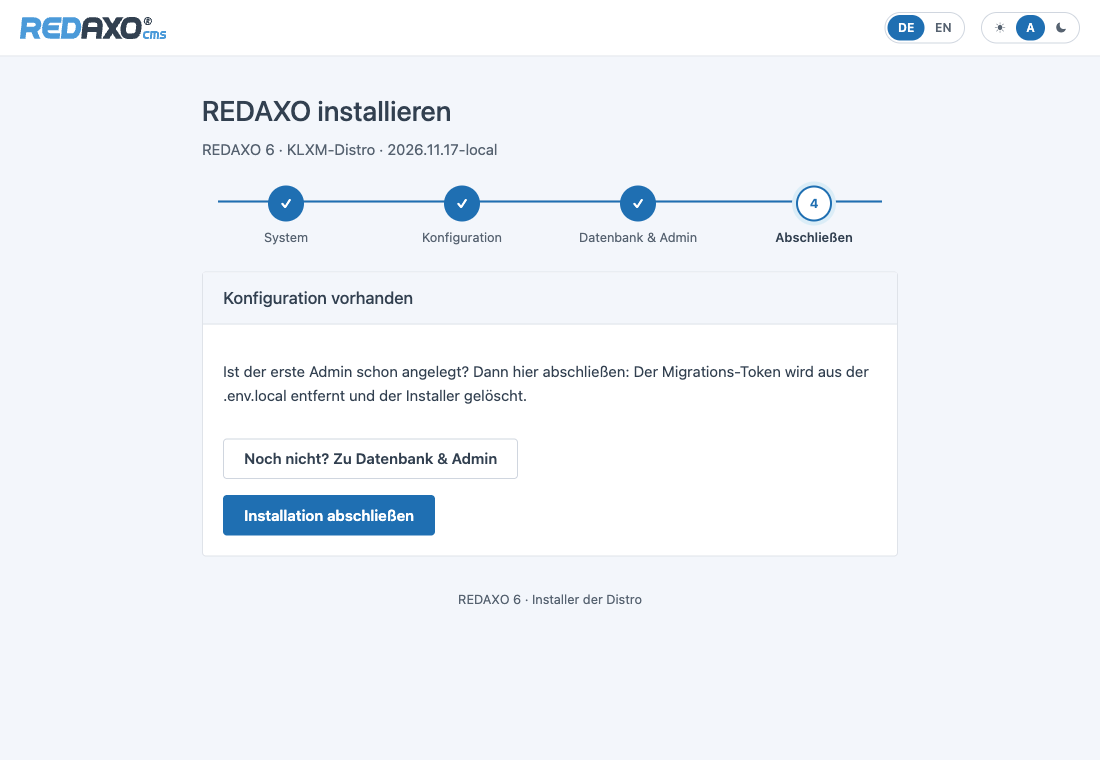 REDAXO® cms
DE EN A
REDAXO installieren
REDAXO 6 · KLXM-Distro · 2026.11.17-local
4
System Konfiguration Datenbank & Admin Abschließen
Konfiguration vorhanden
Ist der erste Admin schon angelegt? Dann hier abschließen: Der Migrations-Token wird aus der
.env.local entfernt und der Installer gelöscht.
Noch nicht? Zu Datenbank & Admin
Installation abschließen
REDAXO 6 · Installer der Distro